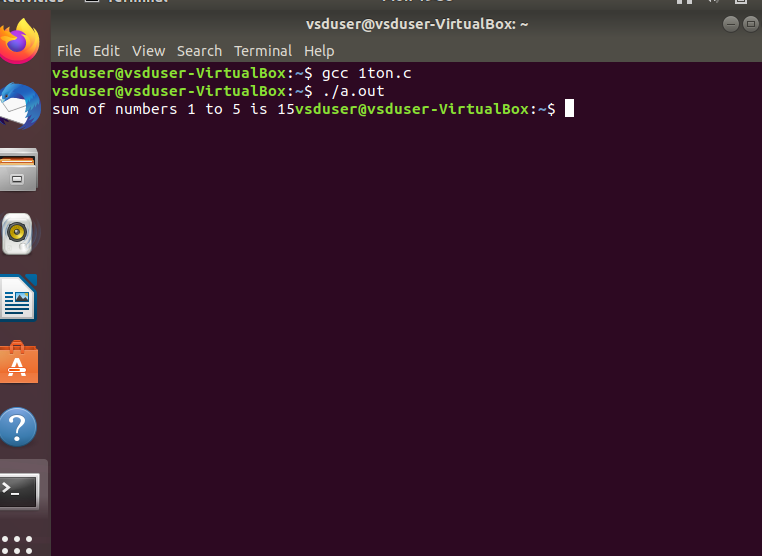 Terminal
vsduser@vsduser-VirtualBox: ~
File Edit View Search Terminal Help
vsduser@vsduser-VirtualBox:~$ gcc 1ton.c
vsduser@vsduser-VirtualBox:~$ ./a.out
sum of numbers 1 to 5 is 15vsduser@vsduser-VirtualBox:~$